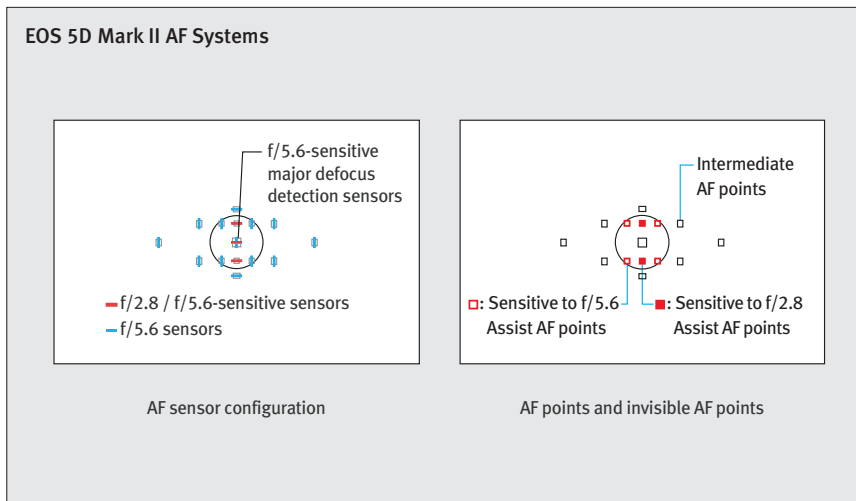 EOS 5D Mark II AF Systems
f/5.6-sensitive
major defocus
detection sensors
f/2.8 / f/5.6-sensitive sensors
f/5.6 sensors
AF sensor configuration
Intermediate
AF points
: Sensitive to f/5.6
Assist AF points
: Sensitive to f/2.8
Assist AF points
AF points and invisible AF points